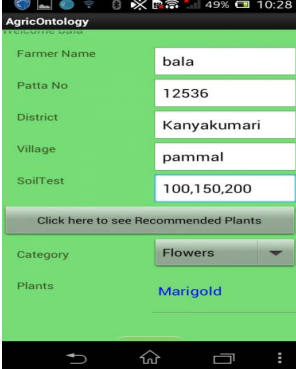 49% 10:28
AgricOntology
Welcome bala
Farmer Name bala
Patta No 12536
District Kanyakumari
Village pammal
SoilTest 100,150,200
Click here to see Recommended Plants
Category Flowers
Plants Marigold